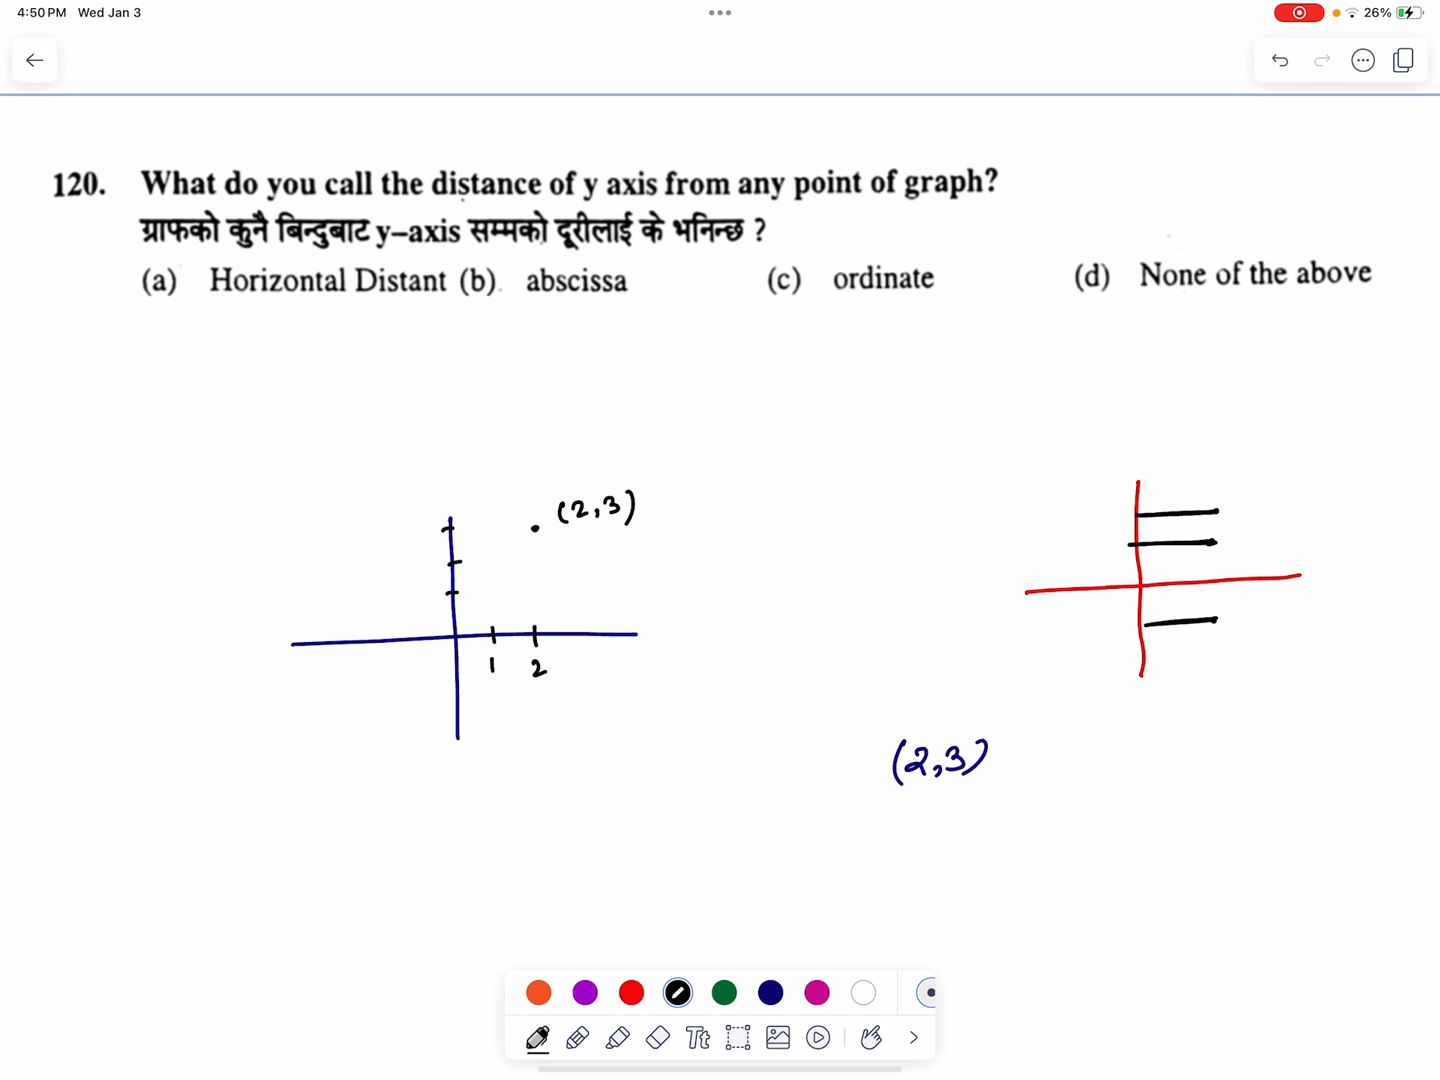 4:50 PM Wed Jan 3
26%
120. What do you call the distance of y axis from any point of graph?
ग्राफको कुनै बिन्दुबाट y-axis सम्मको दूरीलाई के भनिन्छ ?
(a) Horizontal Distant (b). abscissa (c) ordinate (d) None of the above
(2,3)
1 2
(2,3)
Tt